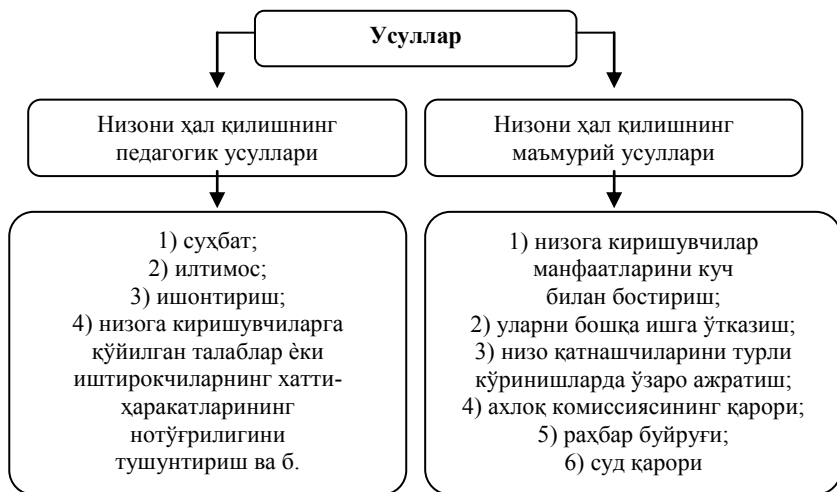 Усуллар
Низони ҳал қилишнинг
педагогик усуллари
Низони ҳал қилишнинг
маъмурий усуллари
1) суҳбат;
2) илтимос;
3) ишонтириш;
4) низога киришувчиларга
қўйилган талаблар ѐки
иштирокчиларнинг хатти-
ҳаракатларининг
нотўғрилигини
тушунтириш ва б.
1) низога киришувчилар
манфаатларини куч
билан бостириш;
2) уларни бошқа ишга ўтказиш;
3) низо қатнашчиларини турли
кўринишларда ўзаро ажратиш;
4) ахлоқ комиссиясининг қарори;
5) раҳбар буйруғи;
6) суд қарори